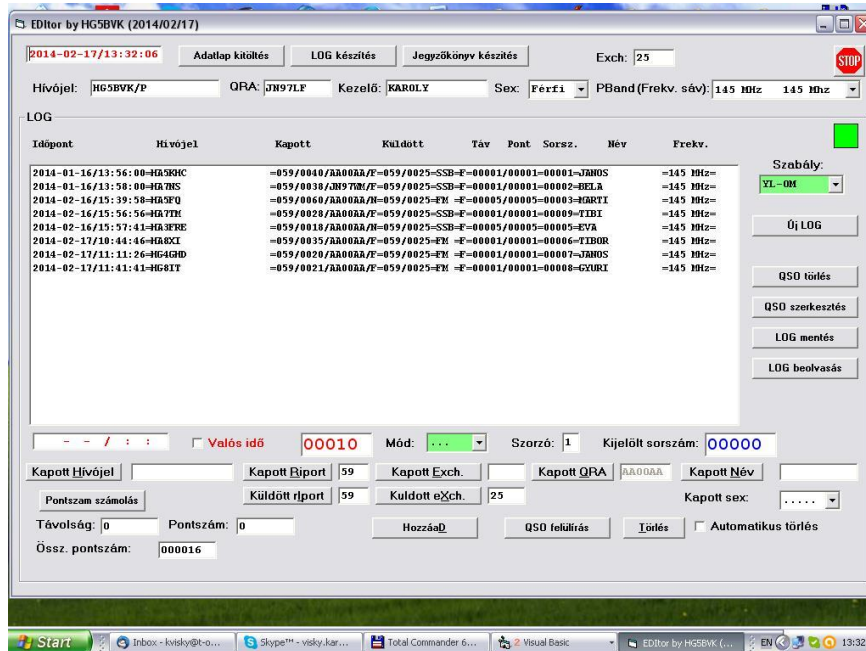 EDItor by HG5BVK (2014/02/17)
2014-02-17/13:32:06 Adatlap kitöltés LOG készítés Jegyzőkönyv készítés Exch: 25 STOP
Hívójel: HG5BVK/P QRA: JN97LF Kezelő: KAROLY Sex: Férfi PBand (Frekv. sáv): 145 MHz 145 Mhz
LOG
Időpont Hívójel Kapott Küldött Táv Pont Sorsz. Név Frekv.
Szabály:
YL-OM
2014-01-16/13:56:00=HA5KHC =059/0040/AA00AA/F=059/0025=SSB=F=00001/00001=00001=JANOS =145 MHz=
2014-01-16/13:58:00=HA7NS =059/0038/JN97WM/F=059/0025=SSB=F=00001/00001=00002=BELA =145 MHz=
2014-02-16/15:39:58=HA5FQ =059/0060/AA00AA/N=059/0025=FM =F=00005/00005=00003=MARTI =145 MHz=
2014-02-16/15:56:56=HA7TM =059/0028/AA00AA/F=059/0025=SSB=F=00001/00001=00009=TIBI =145 MHz=
2014-02-16/15:57:41=HA3FRE =059/0018/AA00AA/N=059/0025=SSB=F=00005/00005=00005=EVA =145 MHz=
2014-02-17/10:44:46=HA8XI =059/0035/AA00AA/F=059/0025=FM =F=00001/00001=00006=TIBOR =145 MHz=
2014-02-17/11:11:26=HG4GHD =059/0020/AA00AA/F=059/0025=FM =F=00001/00001=00007=JANOS =145 MHz=
2014-02-17/11:41:41=HG8IT =059/0021/AA00AA/F=059/0025=FM =F=00001/00001=00008=GYURI =145 MHz=
Új LOG
QSO törlés
QSO szerkesztés
LOG mentés
LOG beolvasás
- - / : : Valós idő 00010 Mód: ... Szorzó: 1 Kijelölt sorszám: 00000
Kapott Hívójel Kapott Riport 59 Kapott Exch. Kapott QRA AA00AA Kapott Név
Pontszam számolás Küldött rIport 59 Kuldott eXch. 25 Kapott sex: .....
Távolság: 0 Pontszám: 0 HozzáaD QSO felülírás Törlés Automatikus törlés
Össz. pontszám: 000016
Start Inbox - kvisky@t-o... Skype™ - visky.kar... Total Commander 6... 2 Visual Basic EDItor by HG5BVK (... EN 13:32